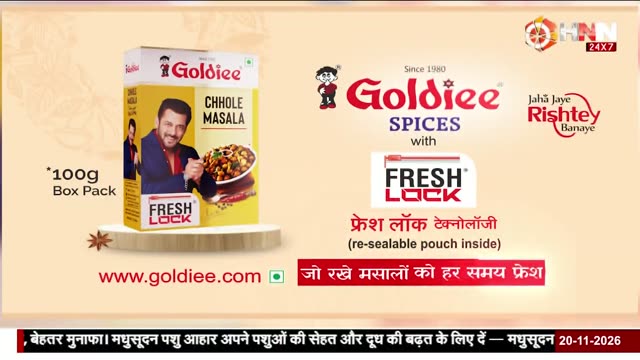 HNN
24X7
Goldiee
CHHOLE
MASALA
FRESH
LOCK
*100g
Box Pack
Since 1980
Goldiee
SPICES
with
FRESH
LOCK
फ्रेश लॉक टेक्नोलॉजी
(re-sealable pouch inside)
Jaha Jaye
Rishtey
Banaye
www.goldiee.com
जो रखे मसालों को हर समय फ्रेश
, बेहतर मुनाफा। मधुसूदन पशु आहार अपने पशुओं की सेहत और दूध की बढ़त के लिए दें — मधुसूदन
20-11-2026